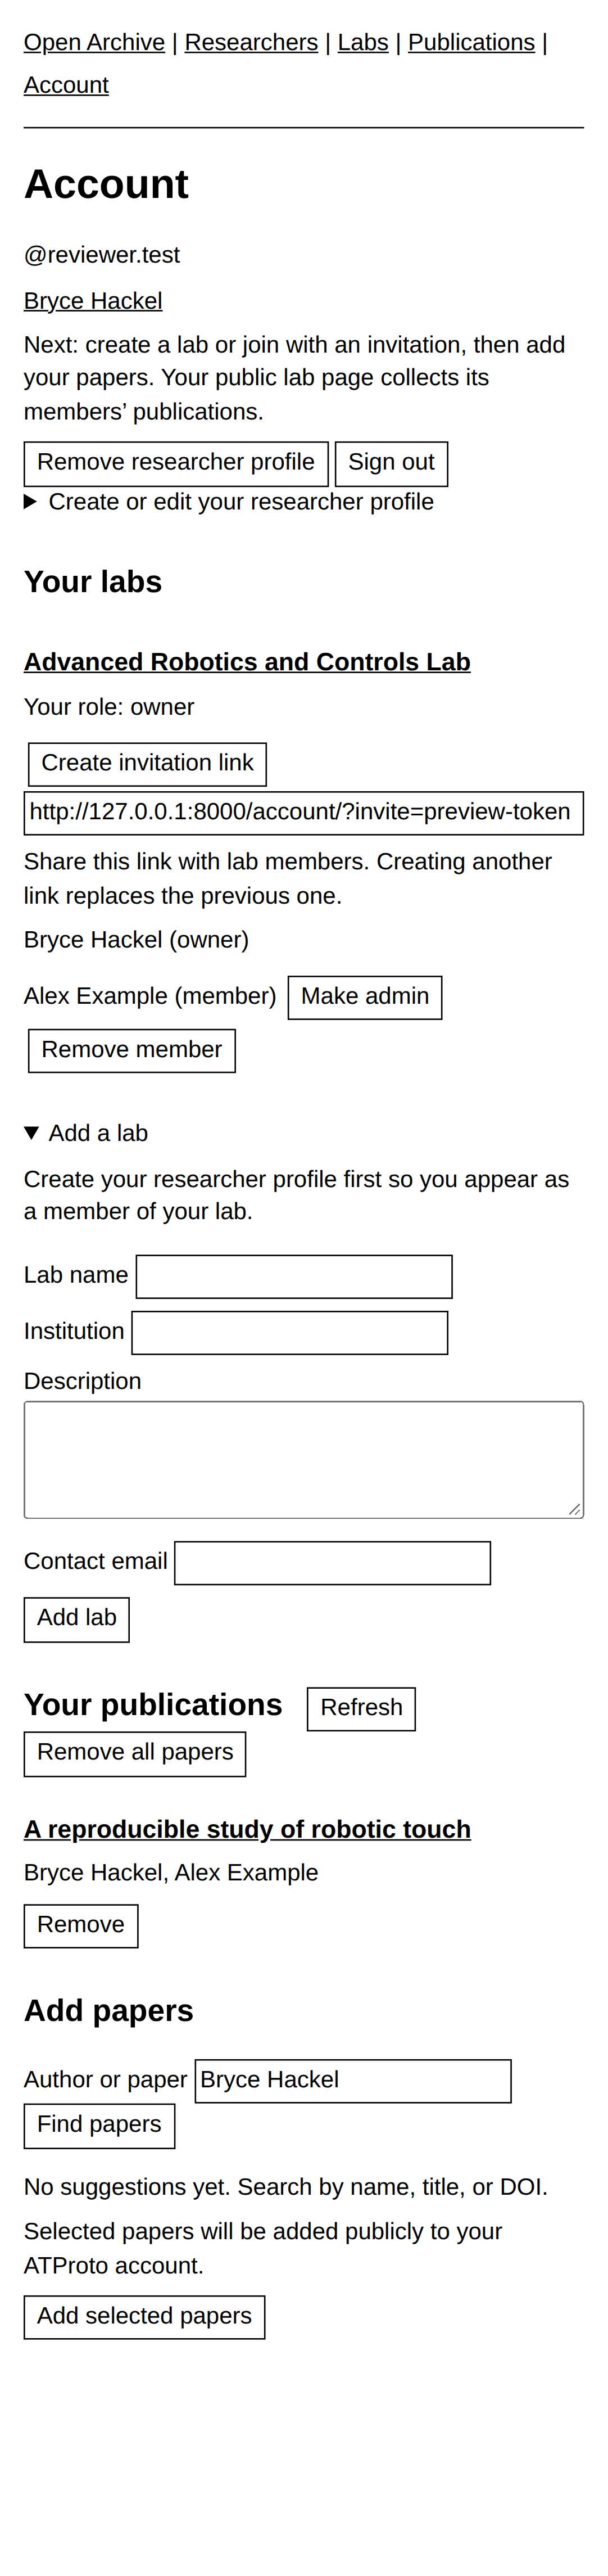 Open Archive | Researchers | Labs | Publications |
Account
Account
@reviewer.test
Bryce Hackel
Next: create a lab or join with an invitation, then add
your papers. Your public lab page collects its
members’ publications.
Remove researcher profile Sign out
Create or edit your researcher profile
Your labs
Advanced Robotics and Controls Lab
Your role: owner
Create invitation link
http://127.0.0.1:8000/account/?invite=preview-token
Share this link with lab members. Creating another
link replaces the previous one.
Bryce Hackel (owner)
Alex Example (member) Make admin
Remove member
Add a lab
Create your researcher profile first so you appear as
a member of your lab.
Lab name
Institution
Description
Contact email
Add lab
Your publications Refresh
Remove all papers
A reproducible study of robotic touch
Bryce Hackel, Alex Example
Remove
Add papers
Author or paper Bryce Hackel
Find papers
No suggestions yet. Search by name, title, or DOI.
Selected papers will be added publicly to your
ATProto account.
Add selected papers